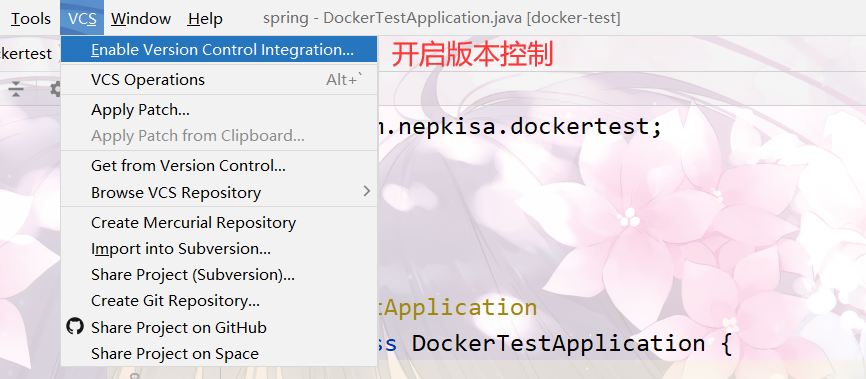 Tools VCS Window Help spring - DockerTestApplication.java [docker-test]
ckertest Enable Version Control Integration... 开启版本控制
VCS Operations Alt+`
Apply Patch... m.nepkisa.dockertest;
Apply Patch from Clipboard...
Get from Version Control...
Browse VCS Repository
Create Mercurial Repository
Import into Subversion...
Share Project (Subversion)...
Create Git Repository... tApplication
Share Project on GitHub
ss DockerTestApplication {
Share Project on Space